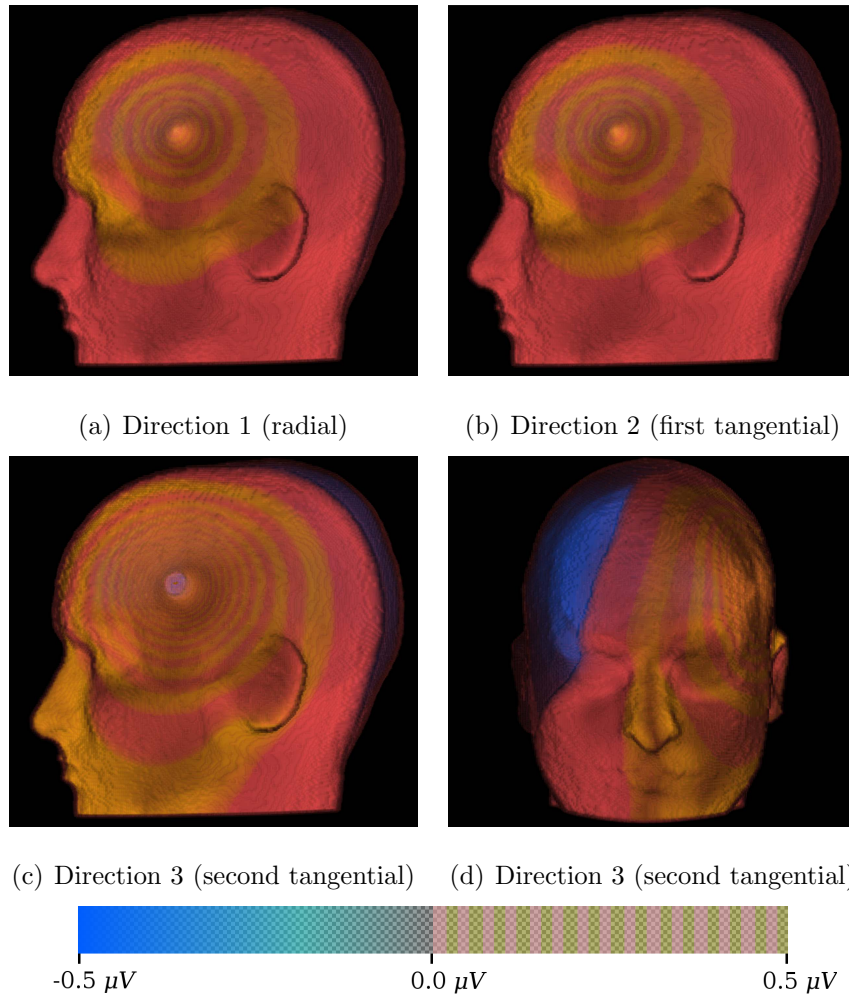 (a) Direction 1 (radial)
(b) Direction 2 (first tangential)
(c) Direction 3 (second tangential)
(d) Direction 3 (second tangential)
-0.5 μV
0.0 μV
0.5 μV